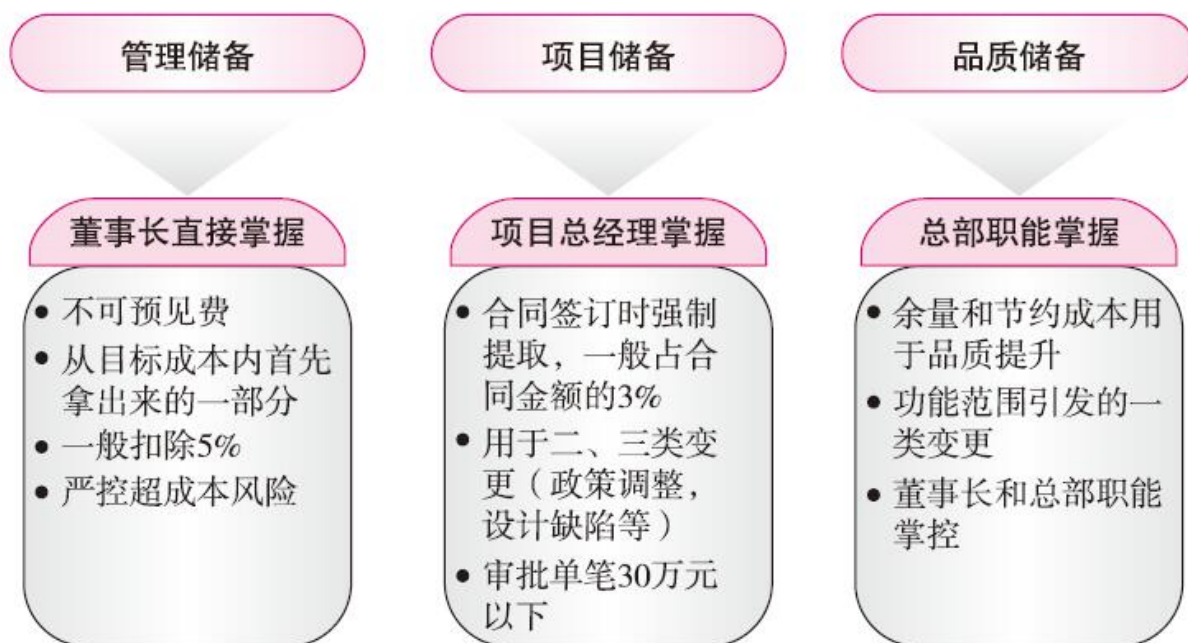 管理储备
董事长直接掌握
• 不可预见费
• 从目标成本内首先
拿出来的一部分
• 一般扣除5%
• 严控超成本风险
项目储备
项目总经理掌握
• 合同签订时强制
提取，一般占合
同金额的3%
• 用于二、三类变
更（政策调整，
设计缺陷等）
• 审批单笔30万元
以下
品质储备
总部职能掌握
• 余量和节约成本用
于品质提升
• 功能范围引发的一
类变更
• 董事长和总部职能
掌控